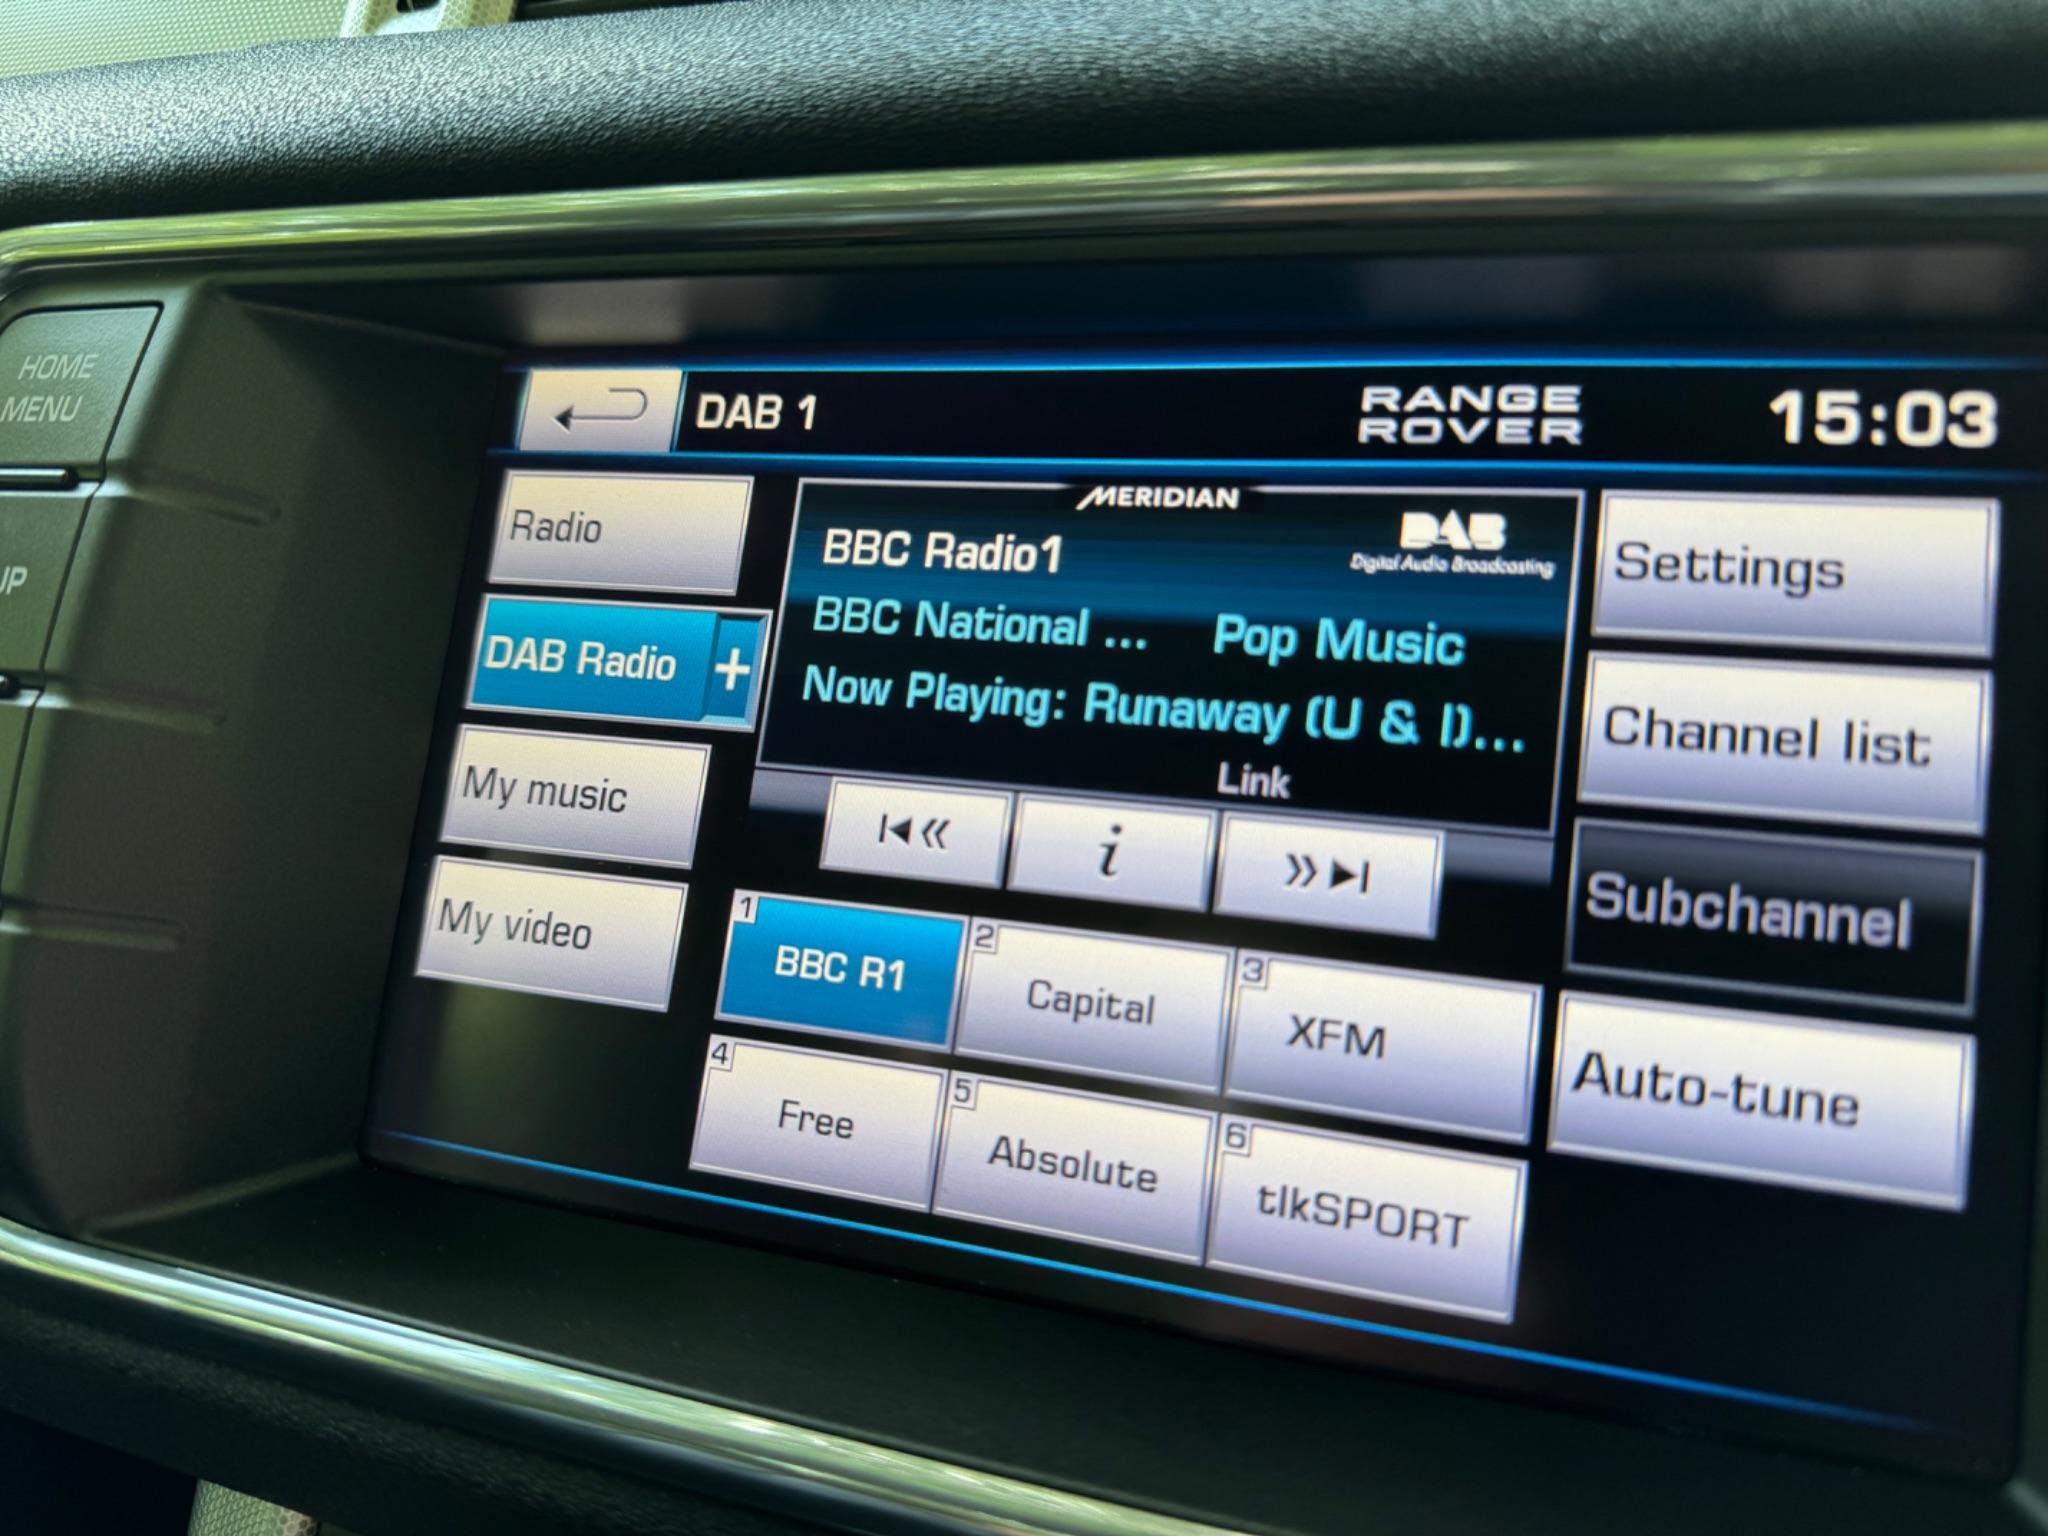 HOME
MENU
UP
DAB 1
RANGE
ROVER
15:03
Radio
DAB Radio +
My music
My video
MERIDIAN
BBC Radio1
DAB
Digital Audio Broadcasting
BBC National ... Pop Music
Now Playing: Runaway (U & I)...
Link
i
1 BBC R1
2 Capital
3 XFM
4 Free
5 Absolute
6 tlkSPORT
Settings
Channel list
Subchannel
Auto-tune